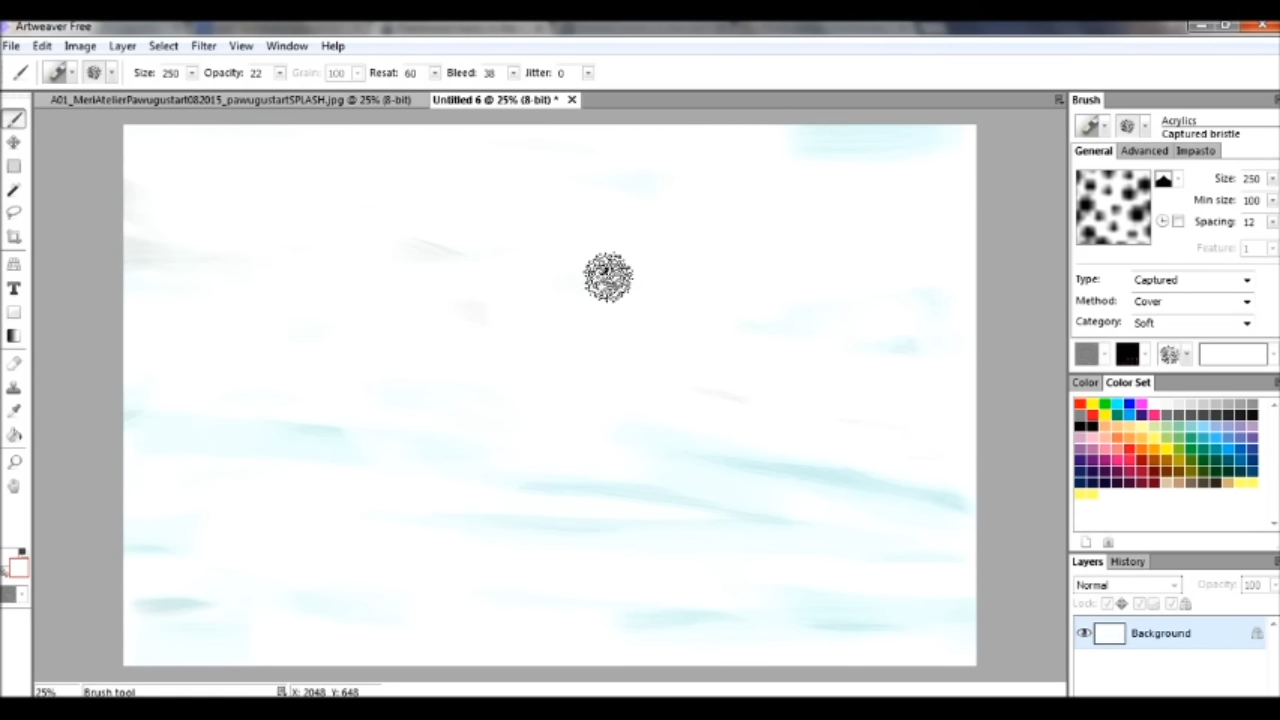 Artweaver Free
File Edit Image Layer Select Filter View Window Help
Size: 250 Opacity: 22 Grain: 100 Resat: 60 Bleed: 38 Jitter: 0
A01_MeriAtelierPawugustart082015_pawugustartSPLASH.jpg @ 25% (8-bit) Untitled 6 @ 25% (8-bit) *
Brush
Acrylics
Captured bristle
General Advanced Impasto
Size: 250
Min size: 100
Spacing: 12
Feature: 1
Type: Captured
Method: Cover
Category: Soft
Color Color Set
T
Layers History
Normal Opacity: 100
Lock:
Background
25% Brush tool X: 2048 Y: 648